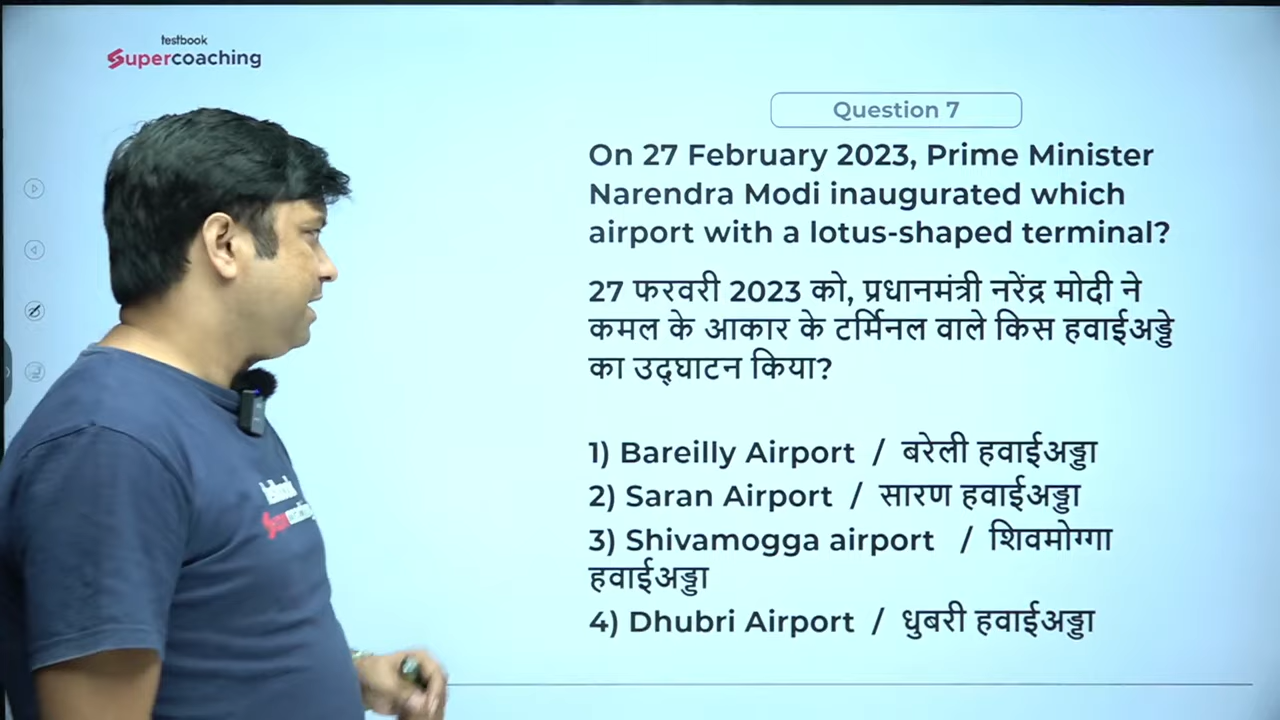 testbook
Supercoaching
Question 7
On 27 February 2023, Prime Minister
Narendra Modi inaugurated which
airport with a lotus-shaped terminal?
27 फरवरी 2023 को, प्रधानमंत्री नरेंद्र मोदी ने
कमल के आकार के टर्मिनल वाले किस हवाईअड्डे
का उद्घाटन किया?
1) Bareilly Airport / बरेली हवाईअड्डा
2) Saran Airport / सारण हवाईअड्डा
3) Shivamogga airport / शिवमोग्गा
हवाईअड्डा
4) Dhubri Airport / धुबरी हवाईअड्डा